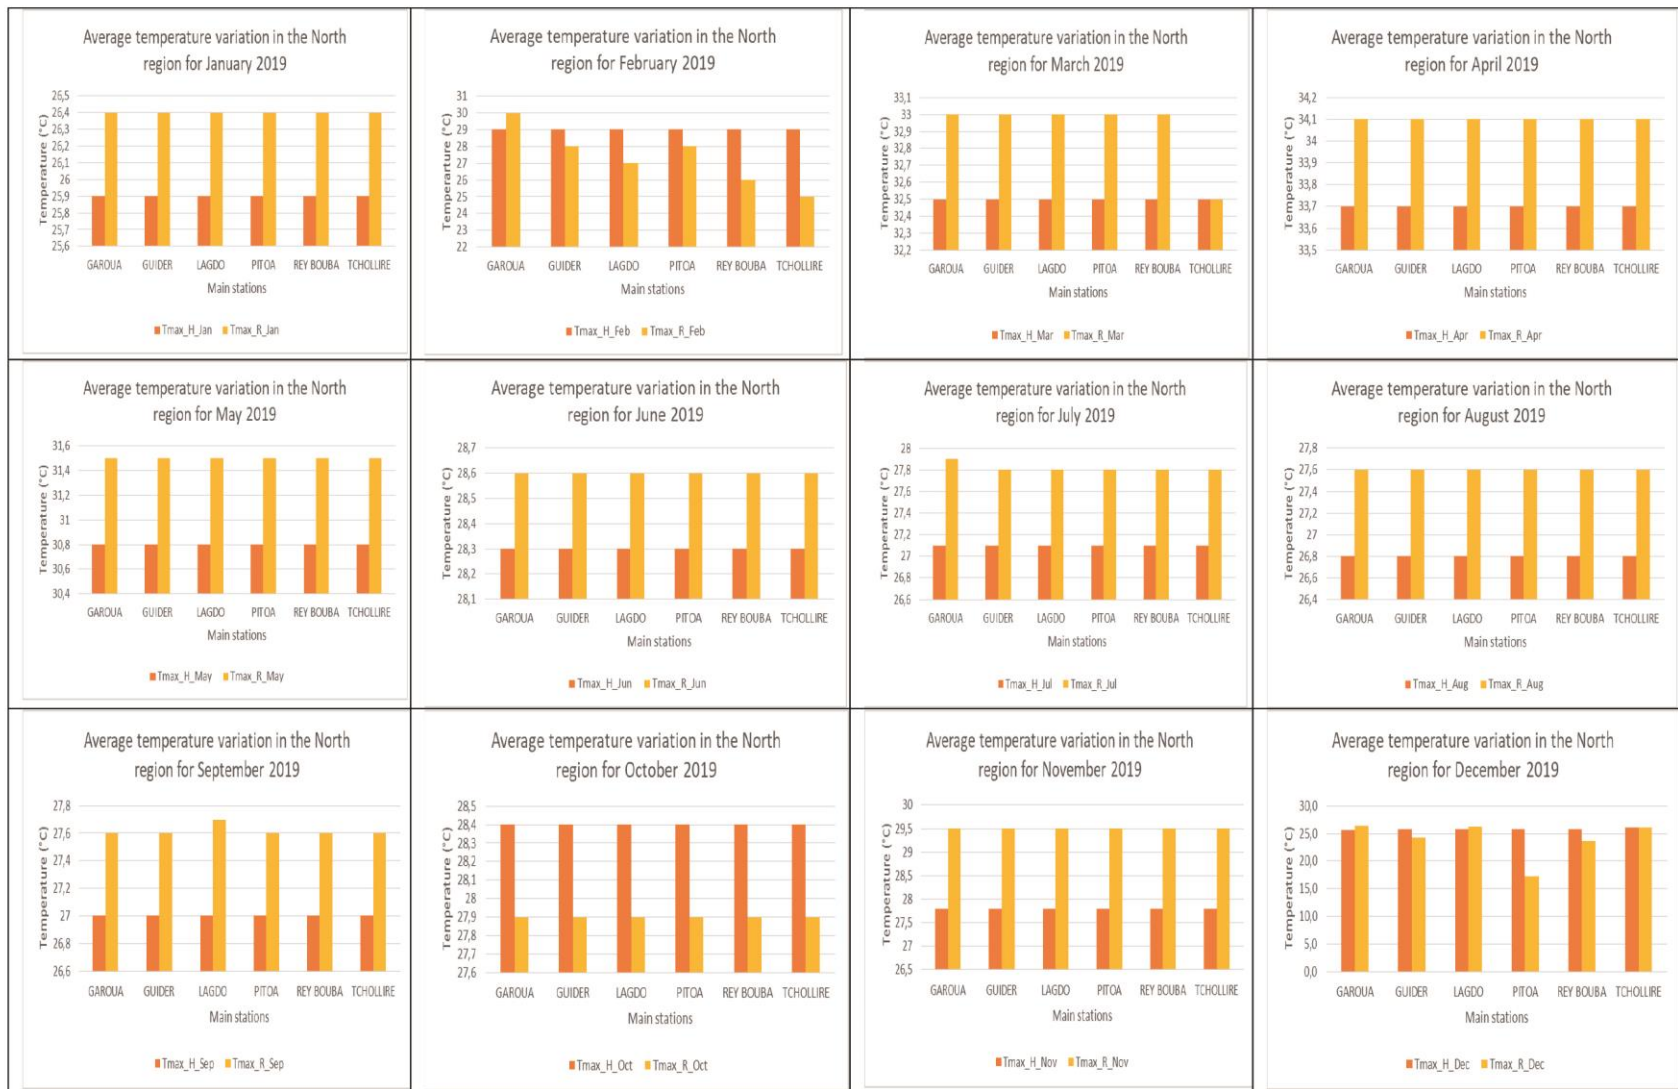 Average temperature variation in the North
region for January 2019
Temperature (°C)
26,5
26,4
26,3
26,2
26,1
26
25,9
25,8
25,7
25,6
GAROUA GUIDER LAGDO PITOA REY BOUBA TCHOLLIRE
Main stations
Tmax_H_Jan Tmax_R_Jan
Average temperature variation in the North
region for February 2019
Temperarture (°C)
31
30
29
28
27
26
25
24
23
22
GAROUA GUIDER LAGDO PITOA REY BOUBA TCHOLLIRE
Main stations
Tmax_H_Feb Tmax_R_Feb
Average temperature variation in the North
region for March 2019
Temperature (°C)
33,1
33
32,9
32,8
32,7
32,6
32,5
32,4
32,3
32,2
GAROUA GUIDER LAGDO PITOA REY BOUBA TCHOLLIRE
Main stations
Tmax_H_Mar Tmax_R_Mar
Average temperature variation in the North
region for April 2019
Temperature (°C)
34,2
34,1
34
33,9
33,8
33,7
33,6
33,5
GAROUA GUIDER LAGDO PITOA REY BOUBA TCHOLLIRE
Main stations
Tmax_H_Apr Tmax_R_Apr
Average temperature variation in the North
region for May 2019
Temperature (°C)
31,6
31,4
31,2
31
30,8
30,6
30,4
GAROUA GUIDER LAGDO PITOA REY BOUBA TCHOLLIRE
Main stations
Tmax_H_May Tmax_R_May
Average temperature variation in the North
region for June 2019
Temperature (°C)
28,7
28,6
28,5
28,4
28,3
28,2
28,1
GAROUA GUIDER LAGDO PITOA REY BOUBA TCHOLLIRE
Main stations
Tmax_H_Jun Tmax_R_Jun
Average temperature variation in the North
region for July 2019
Temperature (°C)
28
27,8
27,6
27,4
27,2
27
26,8
26,6
GAROUA GUIDER LAGDO PITOA REY BOUBA TCHOLLIRE
Main stations
Tmax_H_Jul Tmax_R_Jul
Average temperature variation in the North
region for August 2019
Temperature (°C)
27,8
27,6
27,4
27,2
27
26,8
26,6
26,4
GAROUA GUIDER LAGDO PITOA REY BOUBA TCHOLLIRE
Main stations
Tmax_H_Aug Tmax_R_Aug
Average temperature variation in the North
region for September 2019
Temperature (°C)
27,8
27,6
27,4
27,2
27
26,8
26,6
GAROUA GUIDER LAGDO PITOA REY BOUBA TCHOLLIRE
Main stations
Tmax_H_Sep Tmax_R_Sep
Average temperature variation in the North
region for October 2019
Temperature (°C)
28,5
28,4
28,3
28,2
28,1
28
27,9
27,8
27,7
27,6
GAROUA GUIDER LAGDO PITOA REY BOUBA TCHOLLIRE
Main stations
Tmax_H_Oct Tmax_R_Oct
Average temperature variation in the North
region for November 2019
Temperature (°C)
30
29,5
29
28,5
28
27,5
27
26,5
GAROUA GUIDER LAGDO PITOA REY BOUBA TCHOLLIRE
Main stations
Tmax_H_Nov Tmax_R_Nov
Average temperature variation in the North
region for December 2019
Temperature (°C)
30,0
25,0
20,0
15,0
10,0
5,0
0,0
GAROUA GUIDER LAGDO PITOA REY BOUBA TCHOLLIRE
Main stations
Tmax_H_Dec Tmax_R_Dec